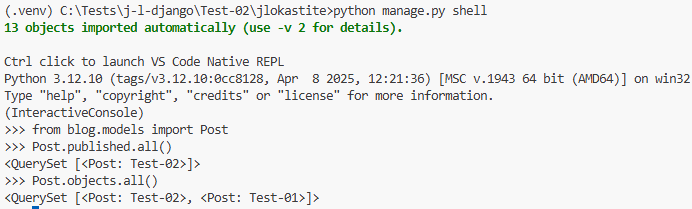 (.venv) C:\Tests\j-l-django\Test-02\jlokastite>python manage.py shell
13 objects imported automatically (use -v 2 for details).
Ctrl click to launch VS Code Native REPL
Python 3.12.10 (tags/v3.12.10:0cc8128, Apr  8 2025, 12:21:36) [MSC v.1943 64 bit (AMD64)] on win32
Type "help", "copyright", "credits" or "license" for more information.
(InteractiveConsole)
>>> from blog.models import Post
>>> Post.published.all()
<QuerySet [<Post: Test-02>]>
>>> Post.objects.all()
<QuerySet [<Post: Test-02>, <Post: Test-01>]>